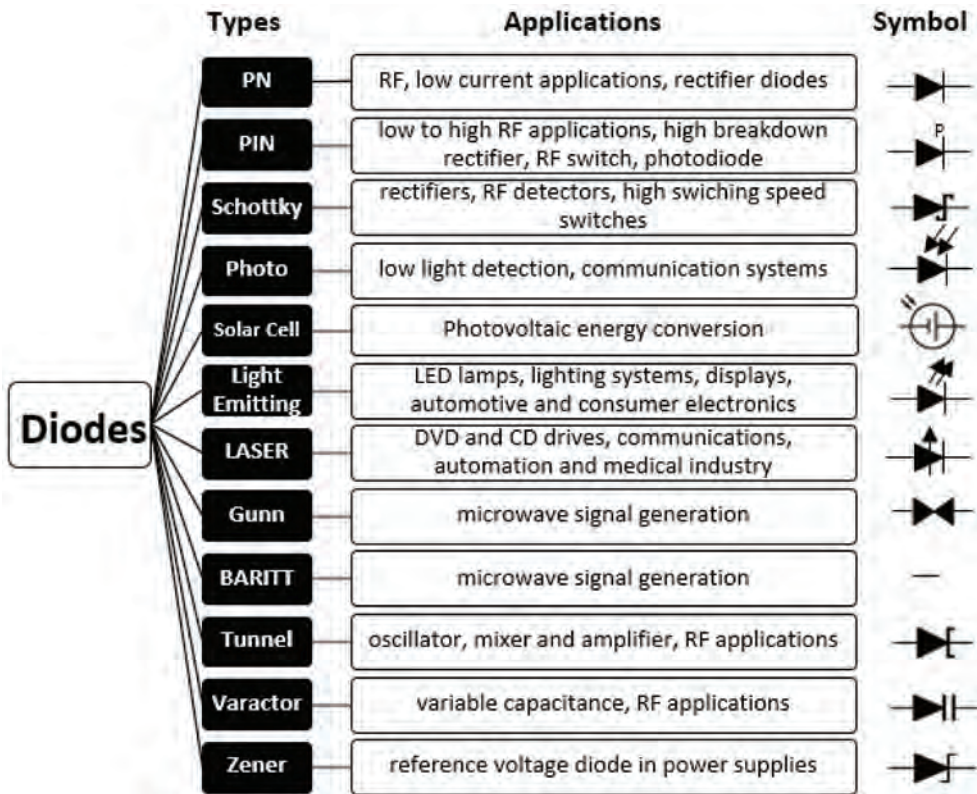 Types Applications Symbol
PN RF, low current applications, rectifier diodes
PIN low to high RF applications, high breakdown
rectifier, RF switch, photodiode
P
Schottky rectifiers, RF detectors, high swiching speed
switches
Photo low light detection, communication systems
Solar Cell Photovoltaic energy conversion
Light
Emitting
LED lamps, lighting systems, displays,
automotive and consumer electronics
Diodes
LASER DVD and CD drives, communications,
automation and medical industry
Gunn microwave signal generation
BARITT microwave signal generation
Tunnel oscillator, mixer and amplifier, RF applications
Varactor variable capacitance, RF applications
Zener reference voltage diode in power supplies